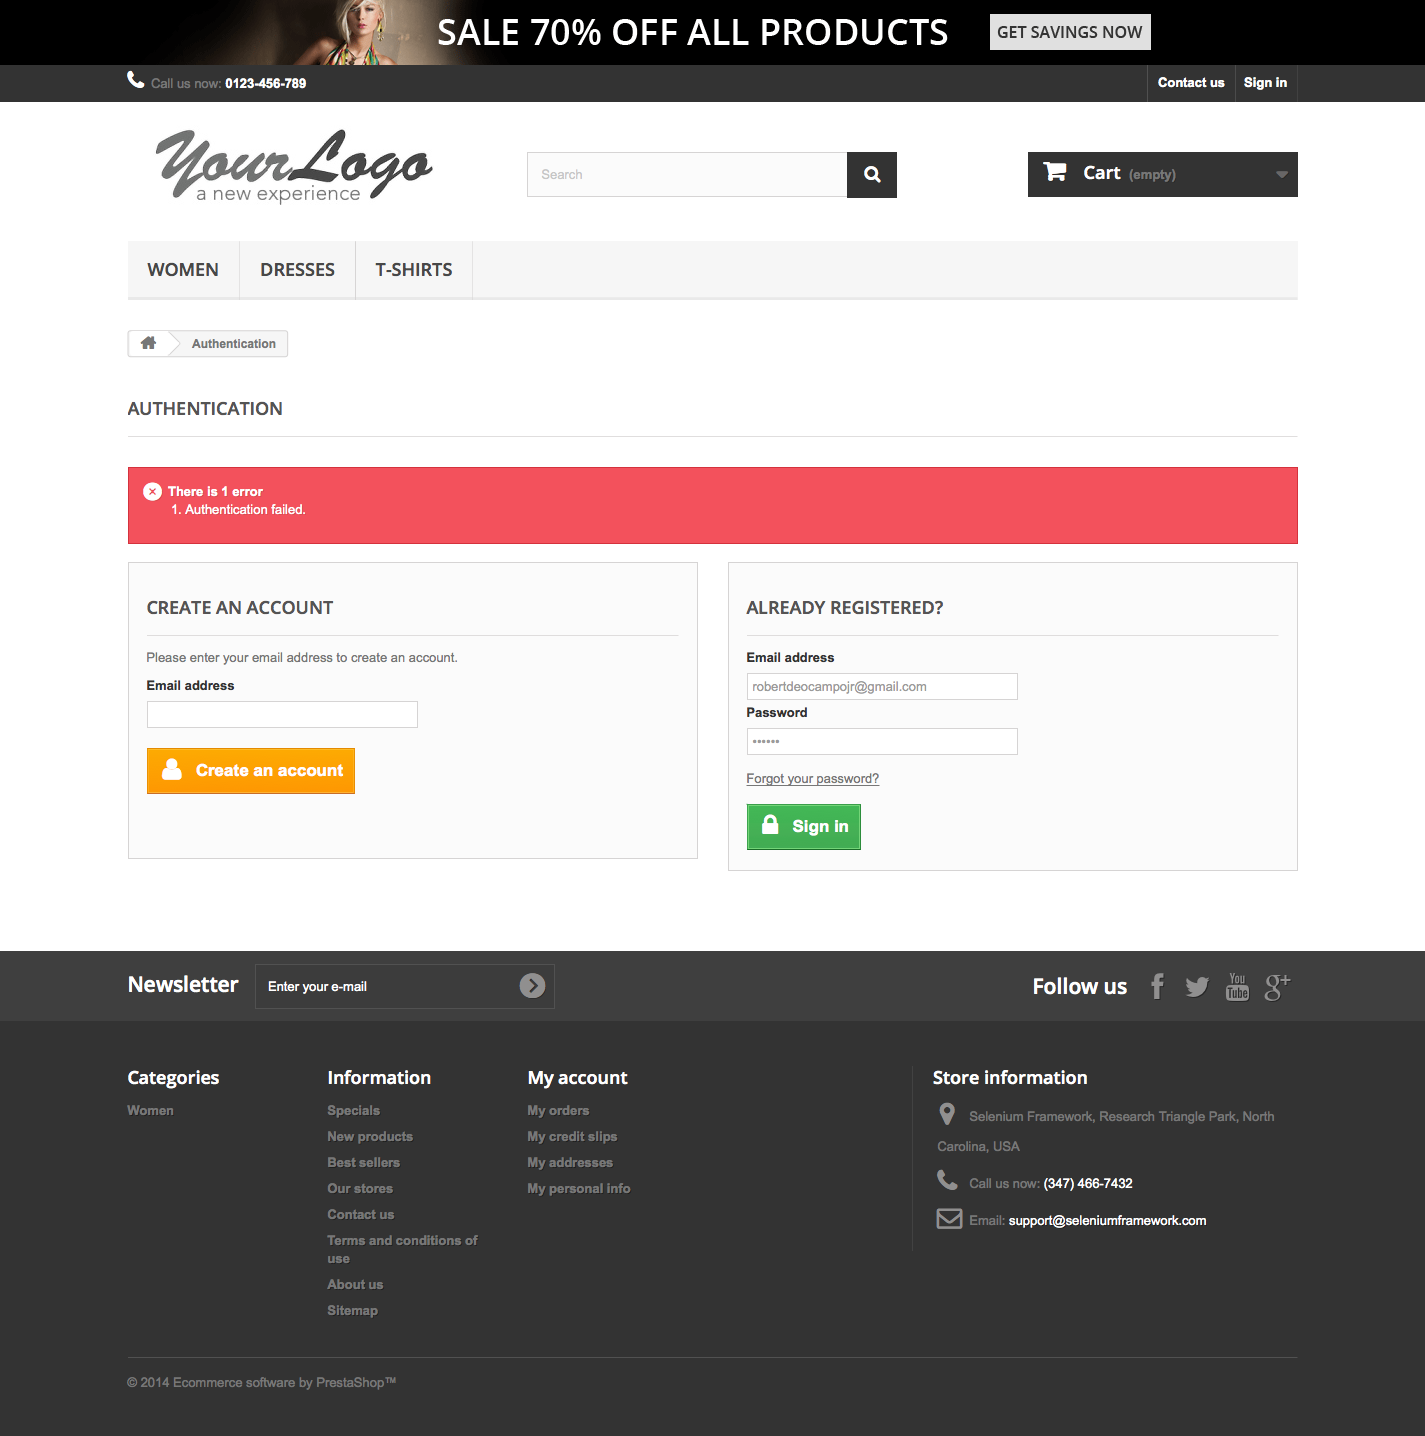 SALE 70% OFF ALL PRODUCTS
GET SAVINGS NOW
Call us now: 0123-456-789
Contact us
Sign in
YourLogo
a new experience
Search
Cart (empty)
WOMEN
DRESSES
T-SHIRTS
Authentication
AUTHENTICATION
There is 1 error
1. Authentication failed.
CREATE AN ACCOUNT
Please enter your email address to create an account.
Email address
Create an account
ALREADY REGISTERED?
Email address
robertdeocampojr@gmail.com
Password
••••••
Forgot your password?
Sign in
Newsletter
Enter your e-mail
Follow us
You
Tube
g+
Categories
Women
Information
Specials
New products
Best sellers
Our stores
Contact us
Terms and conditions of
use
About us
Sitemap
My account
My orders
My credit slips
My addresses
My personal info
Store information
Selenium Framework, Research Triangle Park, North
Carolina, USA
Call us now: (347) 466-7432
Email: support@seleniumframework.com
© 2014 Ecommerce software by PrestaShop™